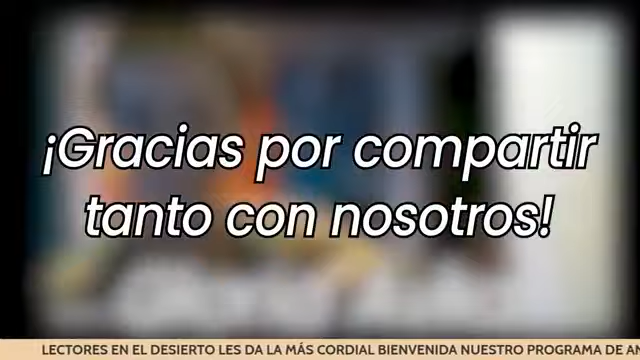 ¡Gracias por compartir
tanto con nosotros!
LECTORES EN EL DESIERTO LES DA LA MÁS CORDIAL BIENVENIDA NUESTRO PROGRAMA DE